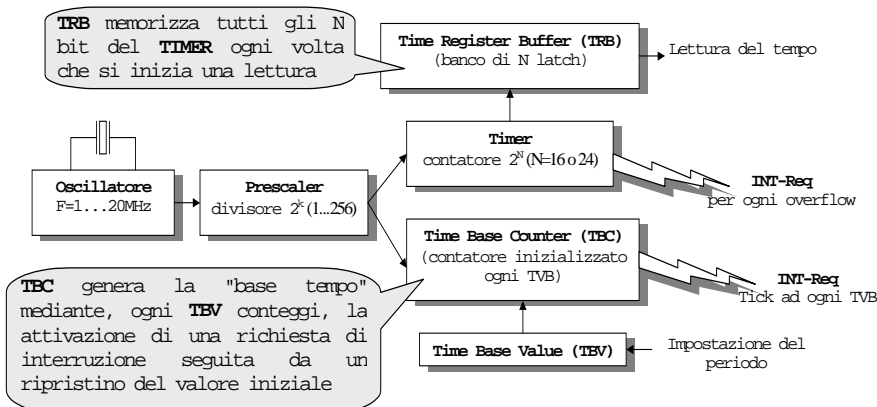 TRB memorizza tutti gli N
bit del TIMER ogni volta
che si inizia una lettura
Time Register Buffer (TRB)
(banco di N latch)
Lettura del tempo
Timer
contatore 2^N (N=16 o 24)
INT-Req
per ogni overflow
Oscillatore
F=1...20MHz
Prescaler
divisore 2^k (1...256)
Time Base Counter (TBC)
(contatore inizializzato
ogni TVB)
INT-Req
Tick ad ogni TVB
TBC genera la "base tempo"
mediante, ogni TBV conteggi, la
attivazione di una richiesta di
interruzione seguita da un
ripristino del valore iniziale
Time Base Value (TBV)
Impostazione del
periodo